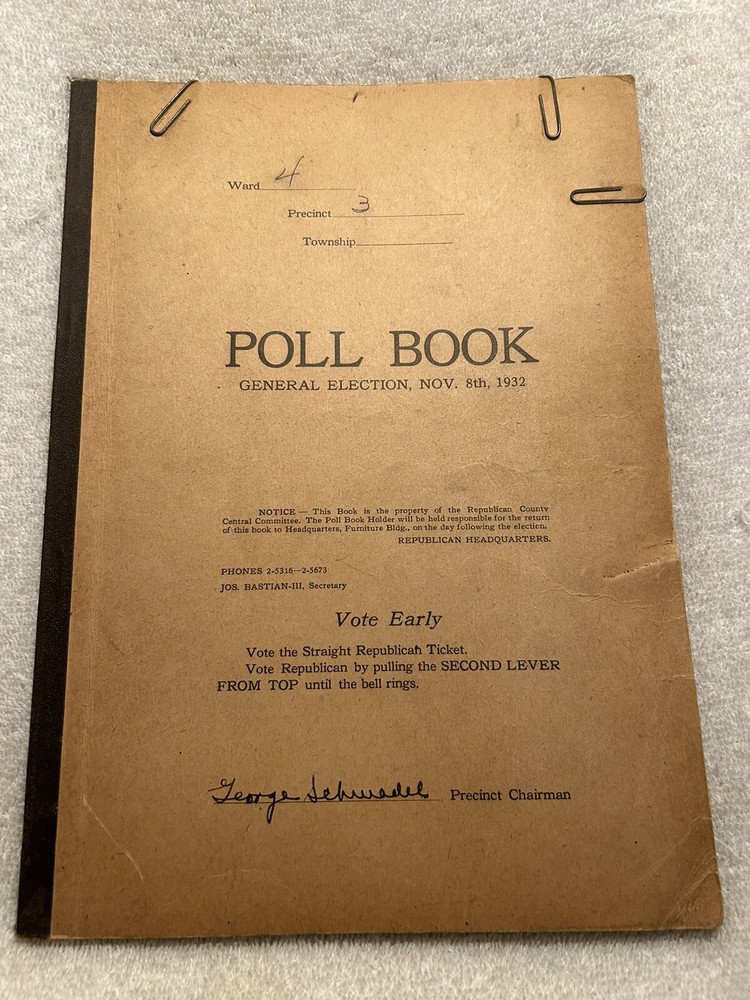 Ward 4
Precinct 3
Township
POLL BOOK
GENERAL ELECTION, NOV. 8th, 1932
NOTICE — This Book is the property of the Republican County
Central Committee. The Poll Book Holder will be held responsible for the return
of this book to Headquarters, Furniture Bldg., on the day following the election.
REPUBLICAN HEADQUARTERS.
PHONES 2-5316—2-5673
JOS. BASTIAN-III, Secretary
Vote Early
Vote the Straight Republican Ticket.
Vote Republican by pulling the SECOND LEVER
FROM TOP until the bell rings.
George Schwedel Precinct Chairman